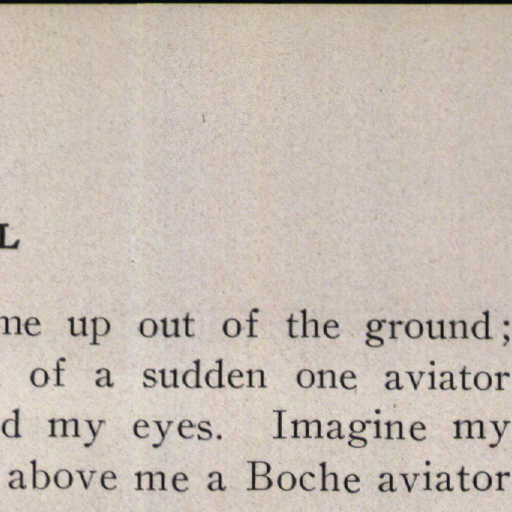 L
me up out of the ground;
of a sudden one aviator
d my eyes. Imagine my
above me a Boche aviator